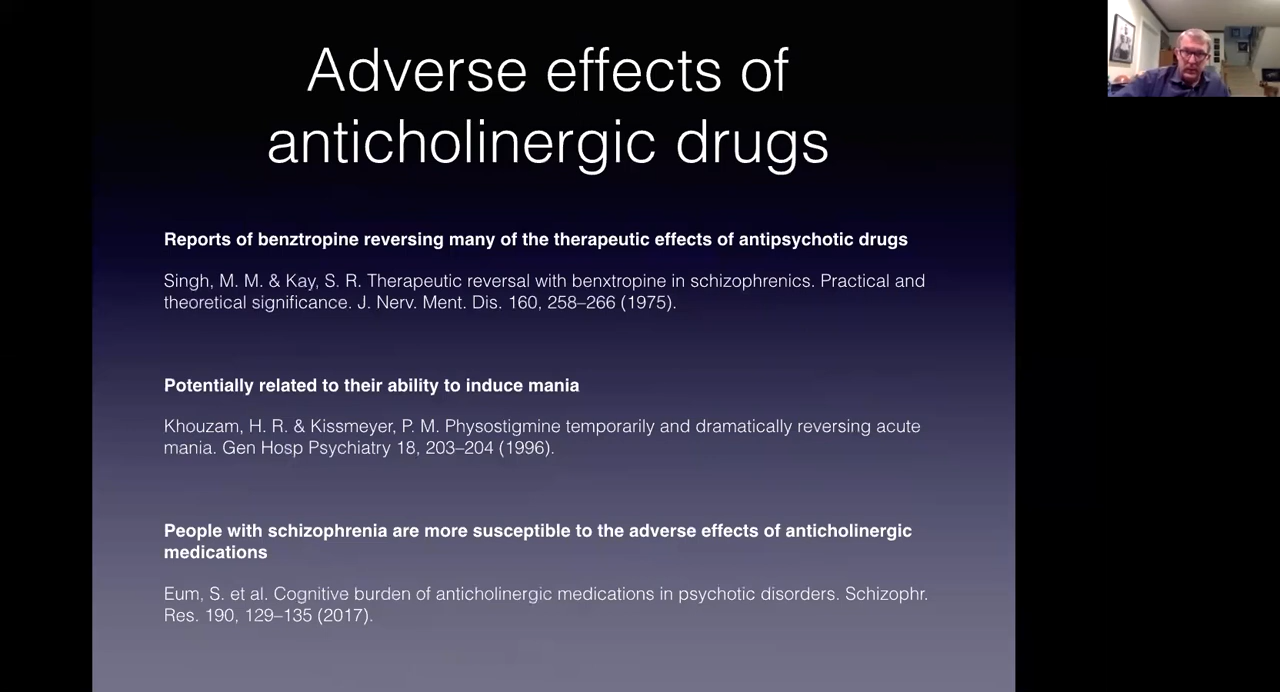 Adverse effects of
anticholinergic drugs
Reports of benztropine reversing many of the therapeutic effects of antipsychotic drugs
Singh, M. M. & Kay, S. R. Therapeutic reversal with benxtropine in schizophrenics. Practical and
theoretical significance. J. Nerv. Ment. Dis. 160, 258–266 (1975).
Potentially related to their ability to induce mania
Khouzam, H. R. & Kissmeyer, P. M. Physostigmine temporarily and dramatically reversing acute
mania. Gen Hosp Psychiatry 18, 203–204 (1996).
People with schizophrenia are more susceptible to the adverse effects of anticholinergic
medications
Eum, S. et al. Cognitive burden of anticholinergic medications in psychotic disorders. Schizophr.
Res. 190, 129–135 (2017).